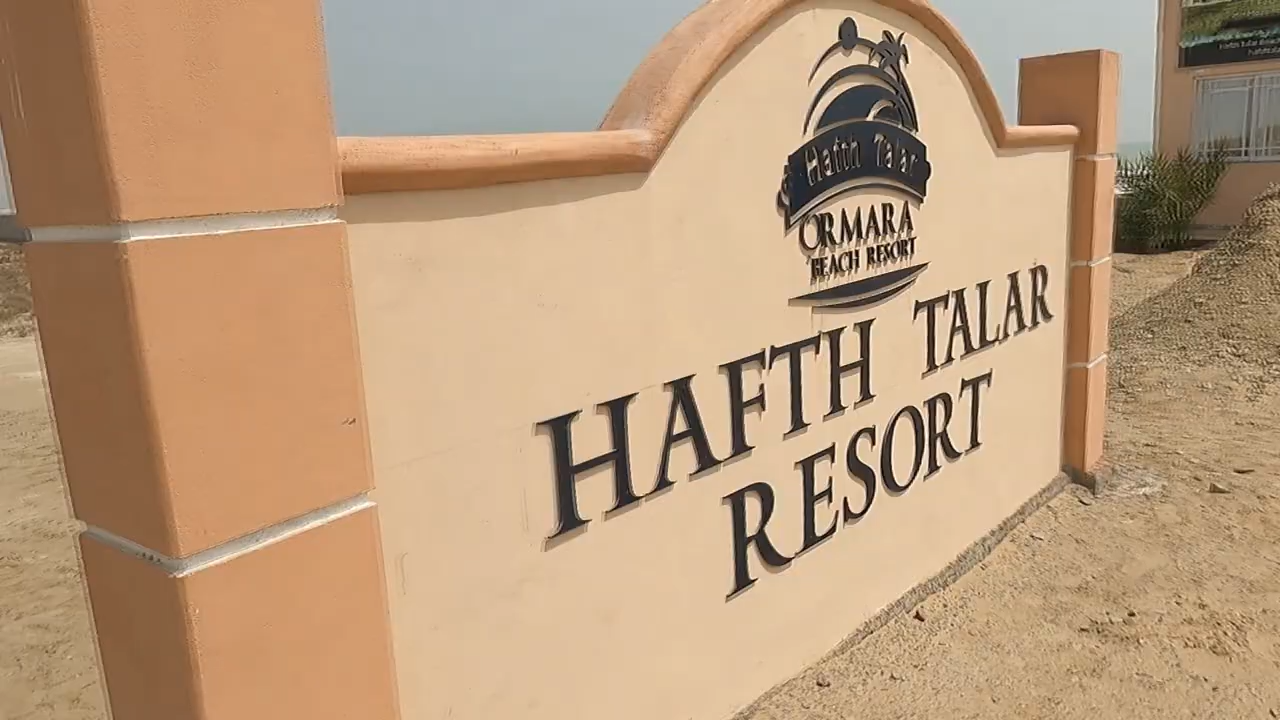 Hafth Talar
ORMARA
BEACH RESORT
HAFTH TALAR
RESORT